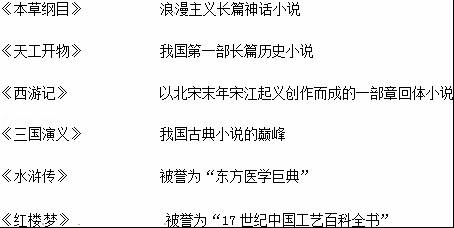 《本草纲目》 浪漫主义长篇神话小说
《天工开物》 我国第一部长篇历史小说
《西游记》 以北宋末年宋江起义创作而成的一部章回体小说
《三国演义》 我国古典小说的巅峰
《水浒传》 被誉为“东方医学巨典”
《红楼梦》 被誉为“17世纪中国工艺百科全书”